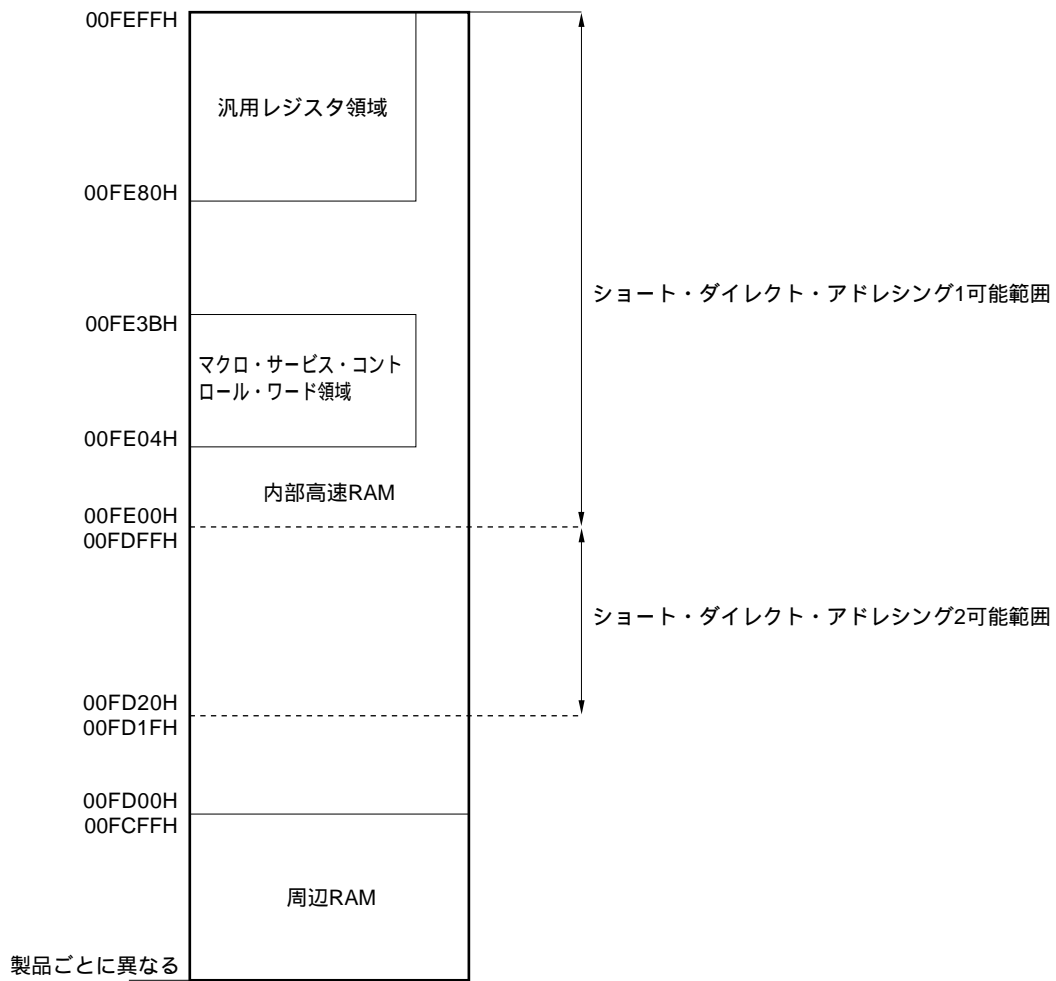 00FEFFH
汎用レジスタ領域
00FE80H
ショート・ダイレクト・アドレシング1可能範囲
00FE3BH
マクロ・サービス・コント
ロール・ワード領域
00FE04H
内部高速RAM
00FE00H
00FDFFH
ショート・ダイレクト・アドレシング2可能範囲
00FD20H
00FD1FH
00FD00H
00FCFFH
周辺RAM
製品ごとに異なる